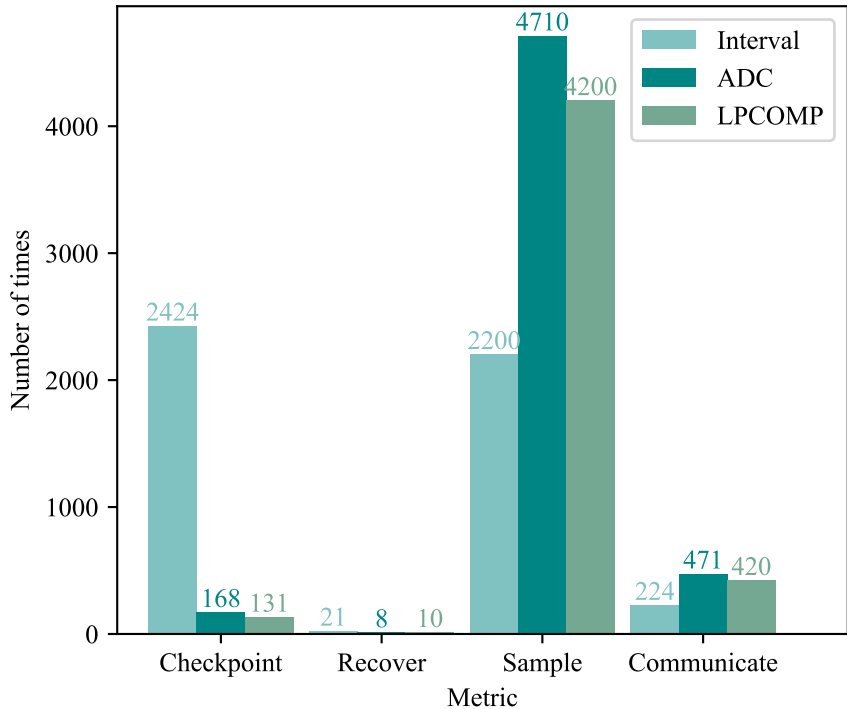 4710
Interval
ADC
LPCOMP
4200
4000
3000
2424
2200
2000
1000
Number of times
168
131
21
8
10
224
471
420
0
Checkpoint
Recover
Sample
Communicate
Metric